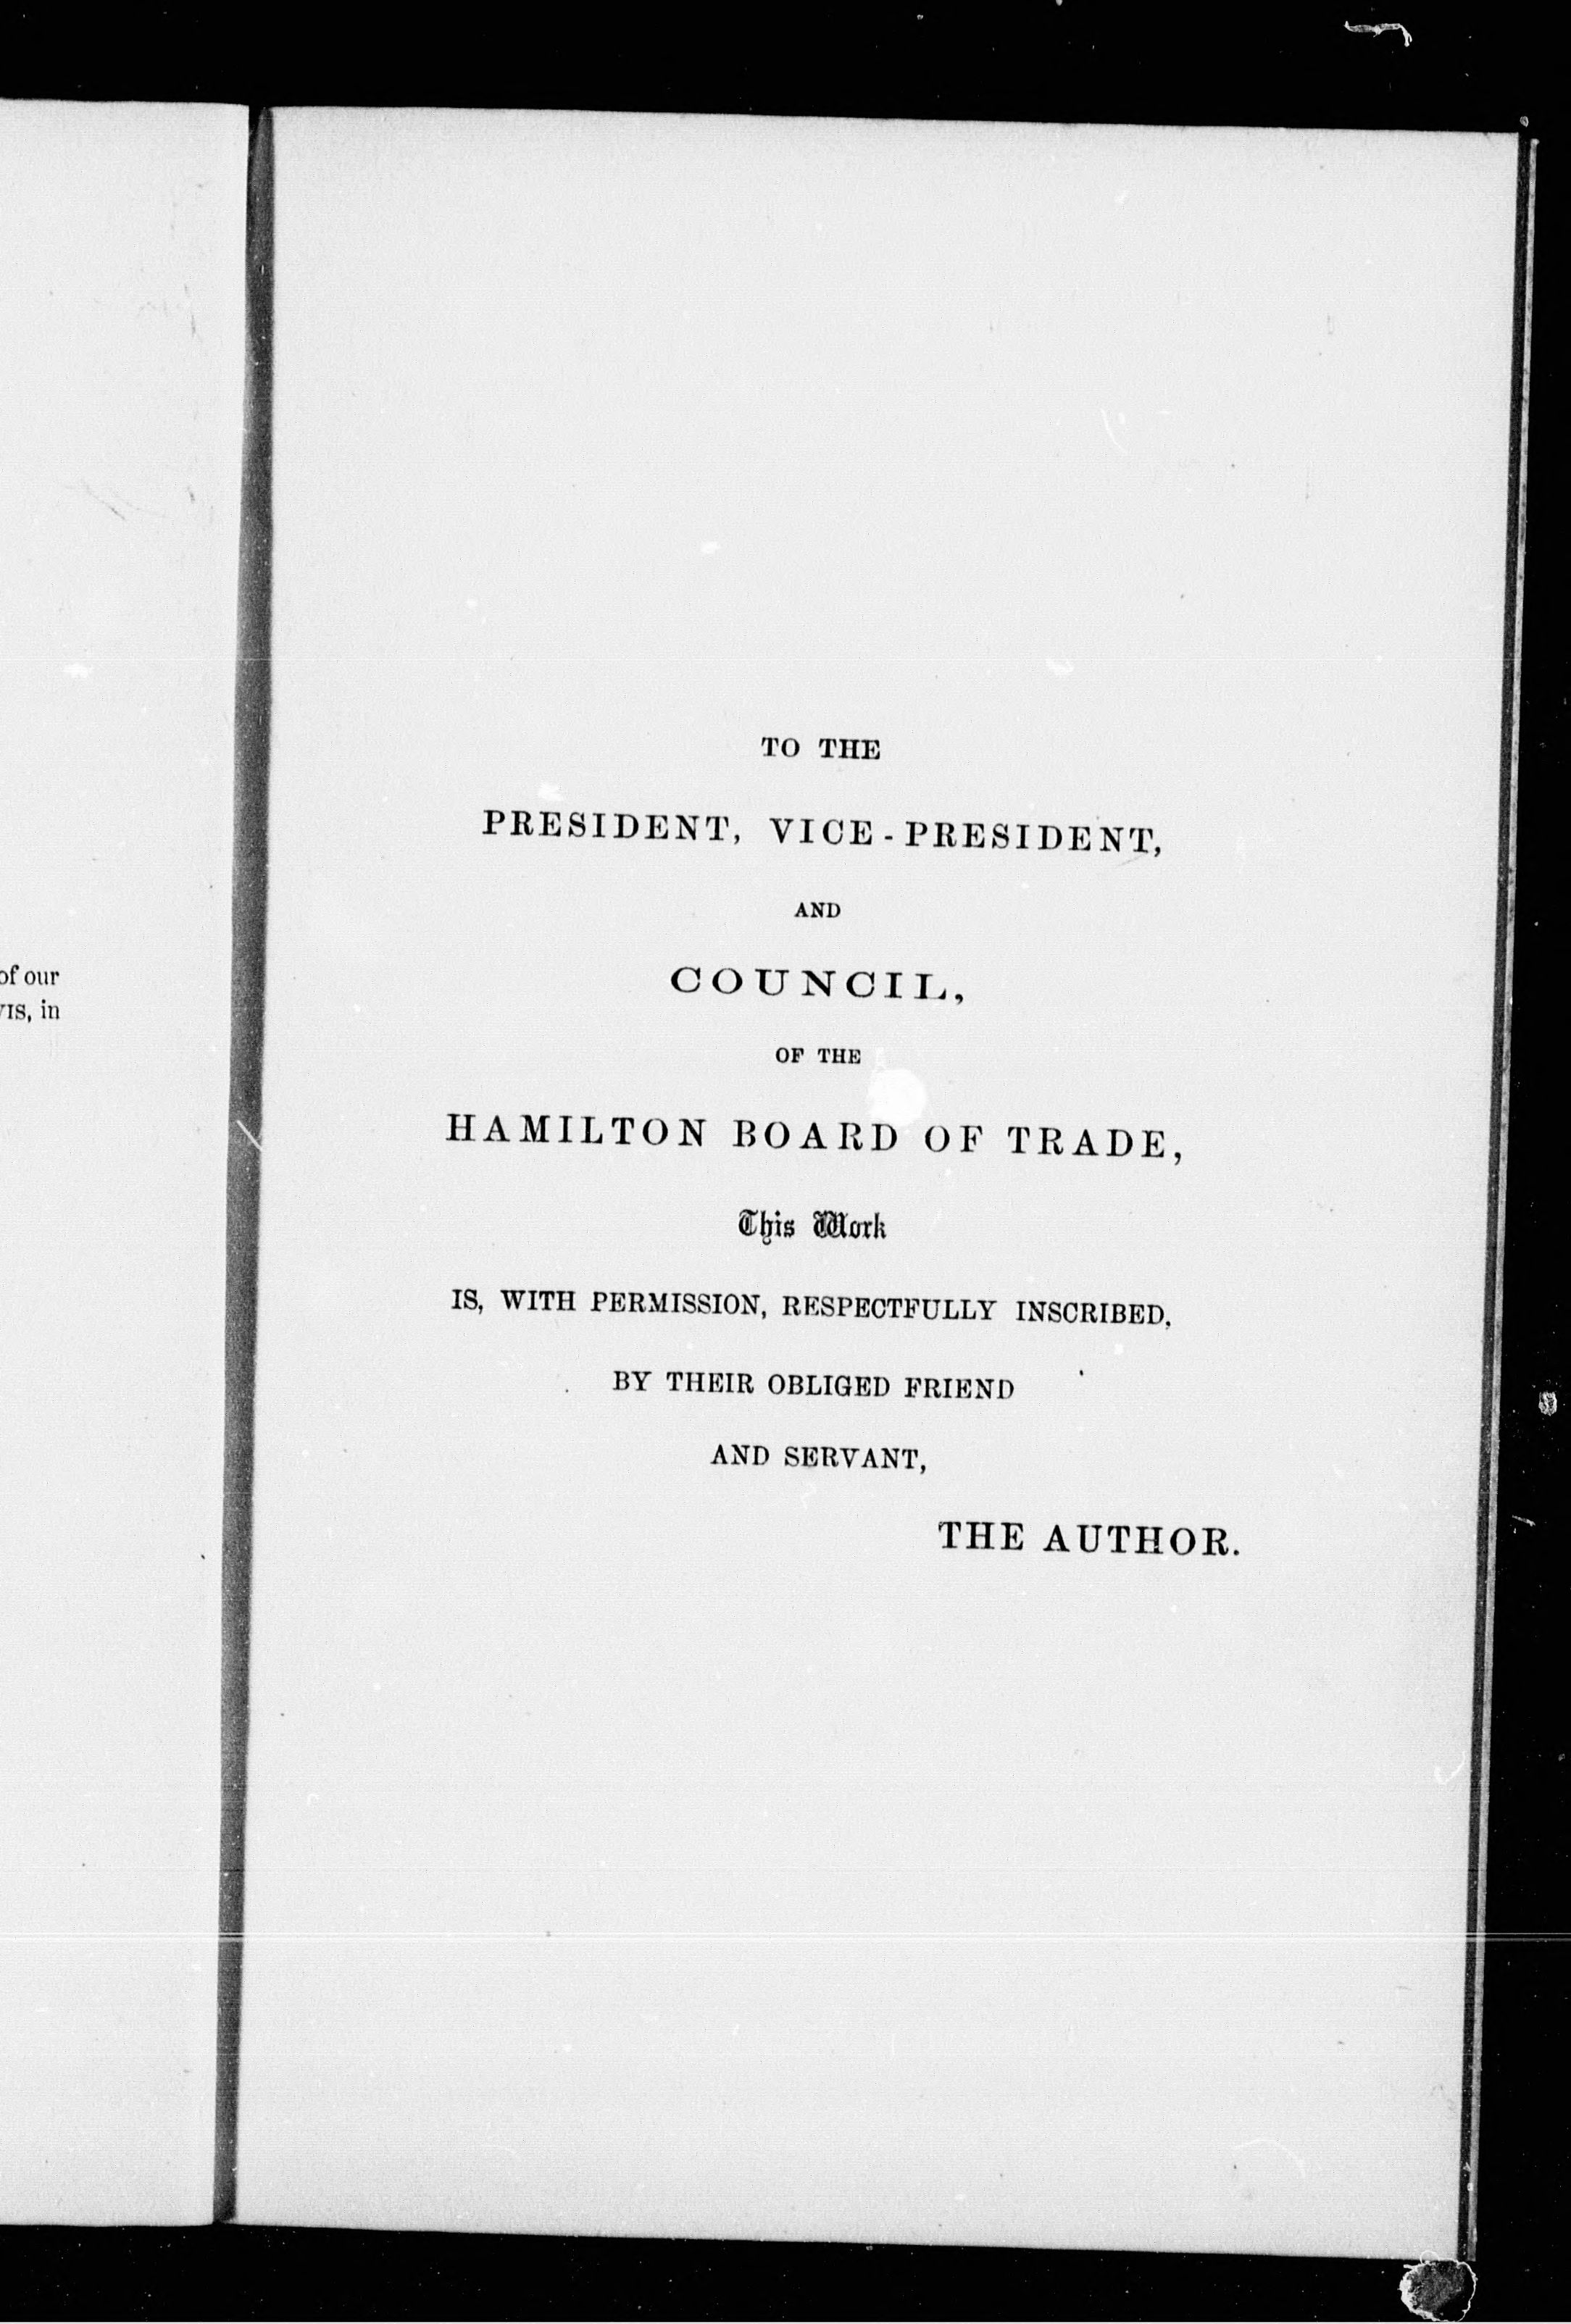 of our
in
TO THE
PRESIDENT, VICE-PRESIDENT,
AND
COUNCIL,
OF THE
HAMILTON BOARD OF TRADE,
This Work
IS, WITH PERMISSION, RESPECTFULLY INSCRIBED,
BY THEIR OBLIGED FRIEND
AND SERVANT,
THE AUTHOR.